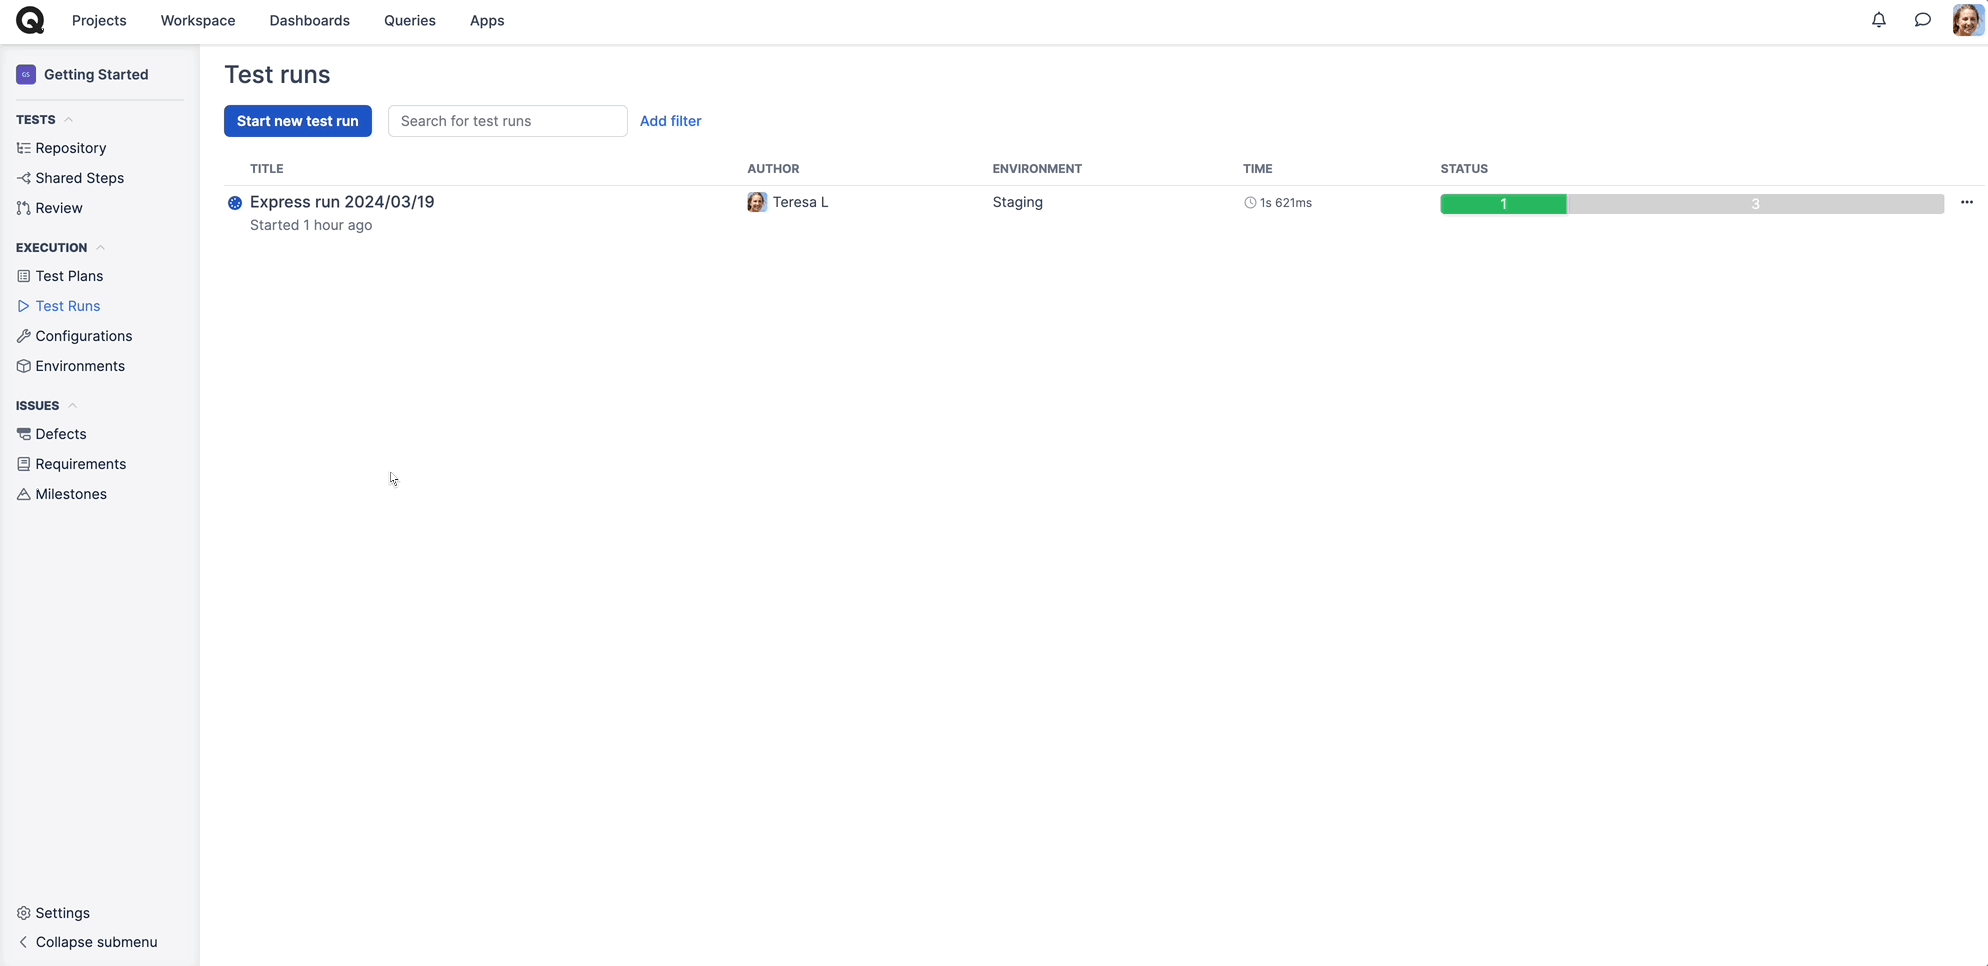 Projects Workspace Dashboards Queries Apps
GS Getting Started
TESTS
Repository
Shared Steps
Review
EXECUTION
Test Plans
Test Runs
Configurations
Environments
ISSUES
Defects
Requirements
Milestones
Settings
Collapse submenu
Test runs
Start new test run Search for test runs Add filter
TITLE AUTHOR ENVIRONMENT TIME STATUS
Express run 2024/03/19 Teresa L Staging 1s 621ms 1 3
Started 1 hour ago